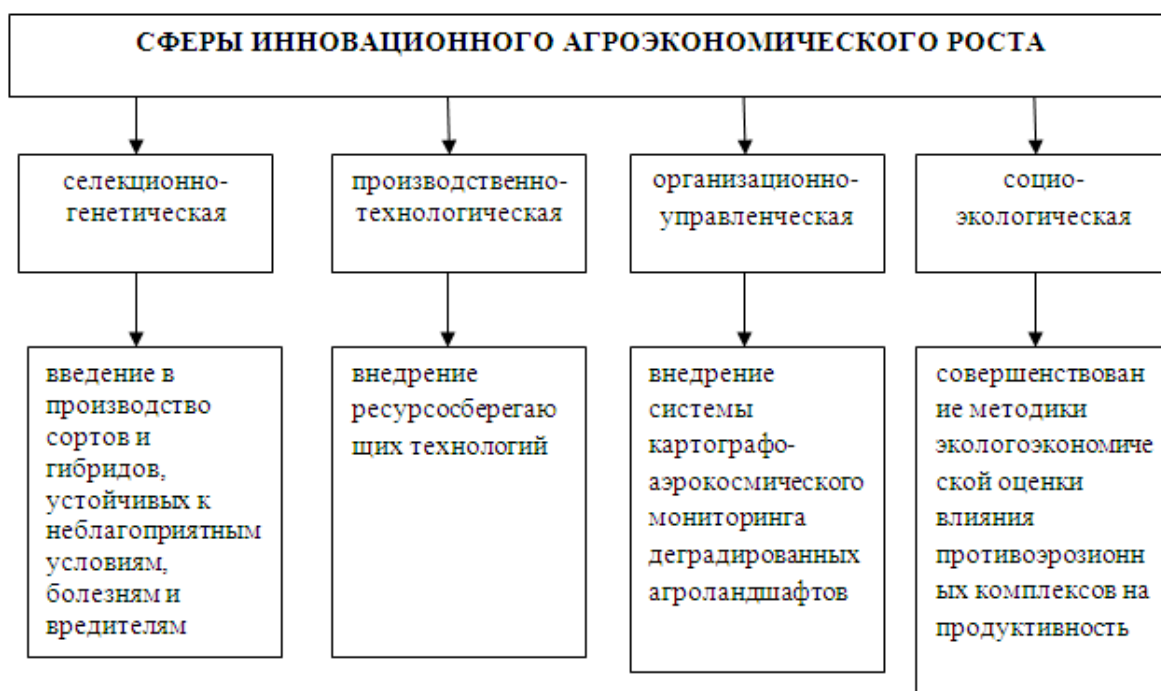 СФЕРЫ ИННОВАЦИОННОГО АГРОЭКОНОМИЧЕСКОГО РОСТА
селекционно-
генетическая
производственно-
технологическая
организационно-
управленческая
социо-
экологическая
введение в
производство
сортов и
гибридов,
устойчивых к
неблагоприятным
условиям,
болезням и
вредителям
внедрение
ресурсосберегаю
щих технологий
внедрение
системы
картографо-
аэрокосмического
мониторинга
деградированных
агроландшафтов
совершенствован
ие методики
экологоэкономиче
ской оценки
влияния
противоэрозионн
ых комплексов на
продуктивность